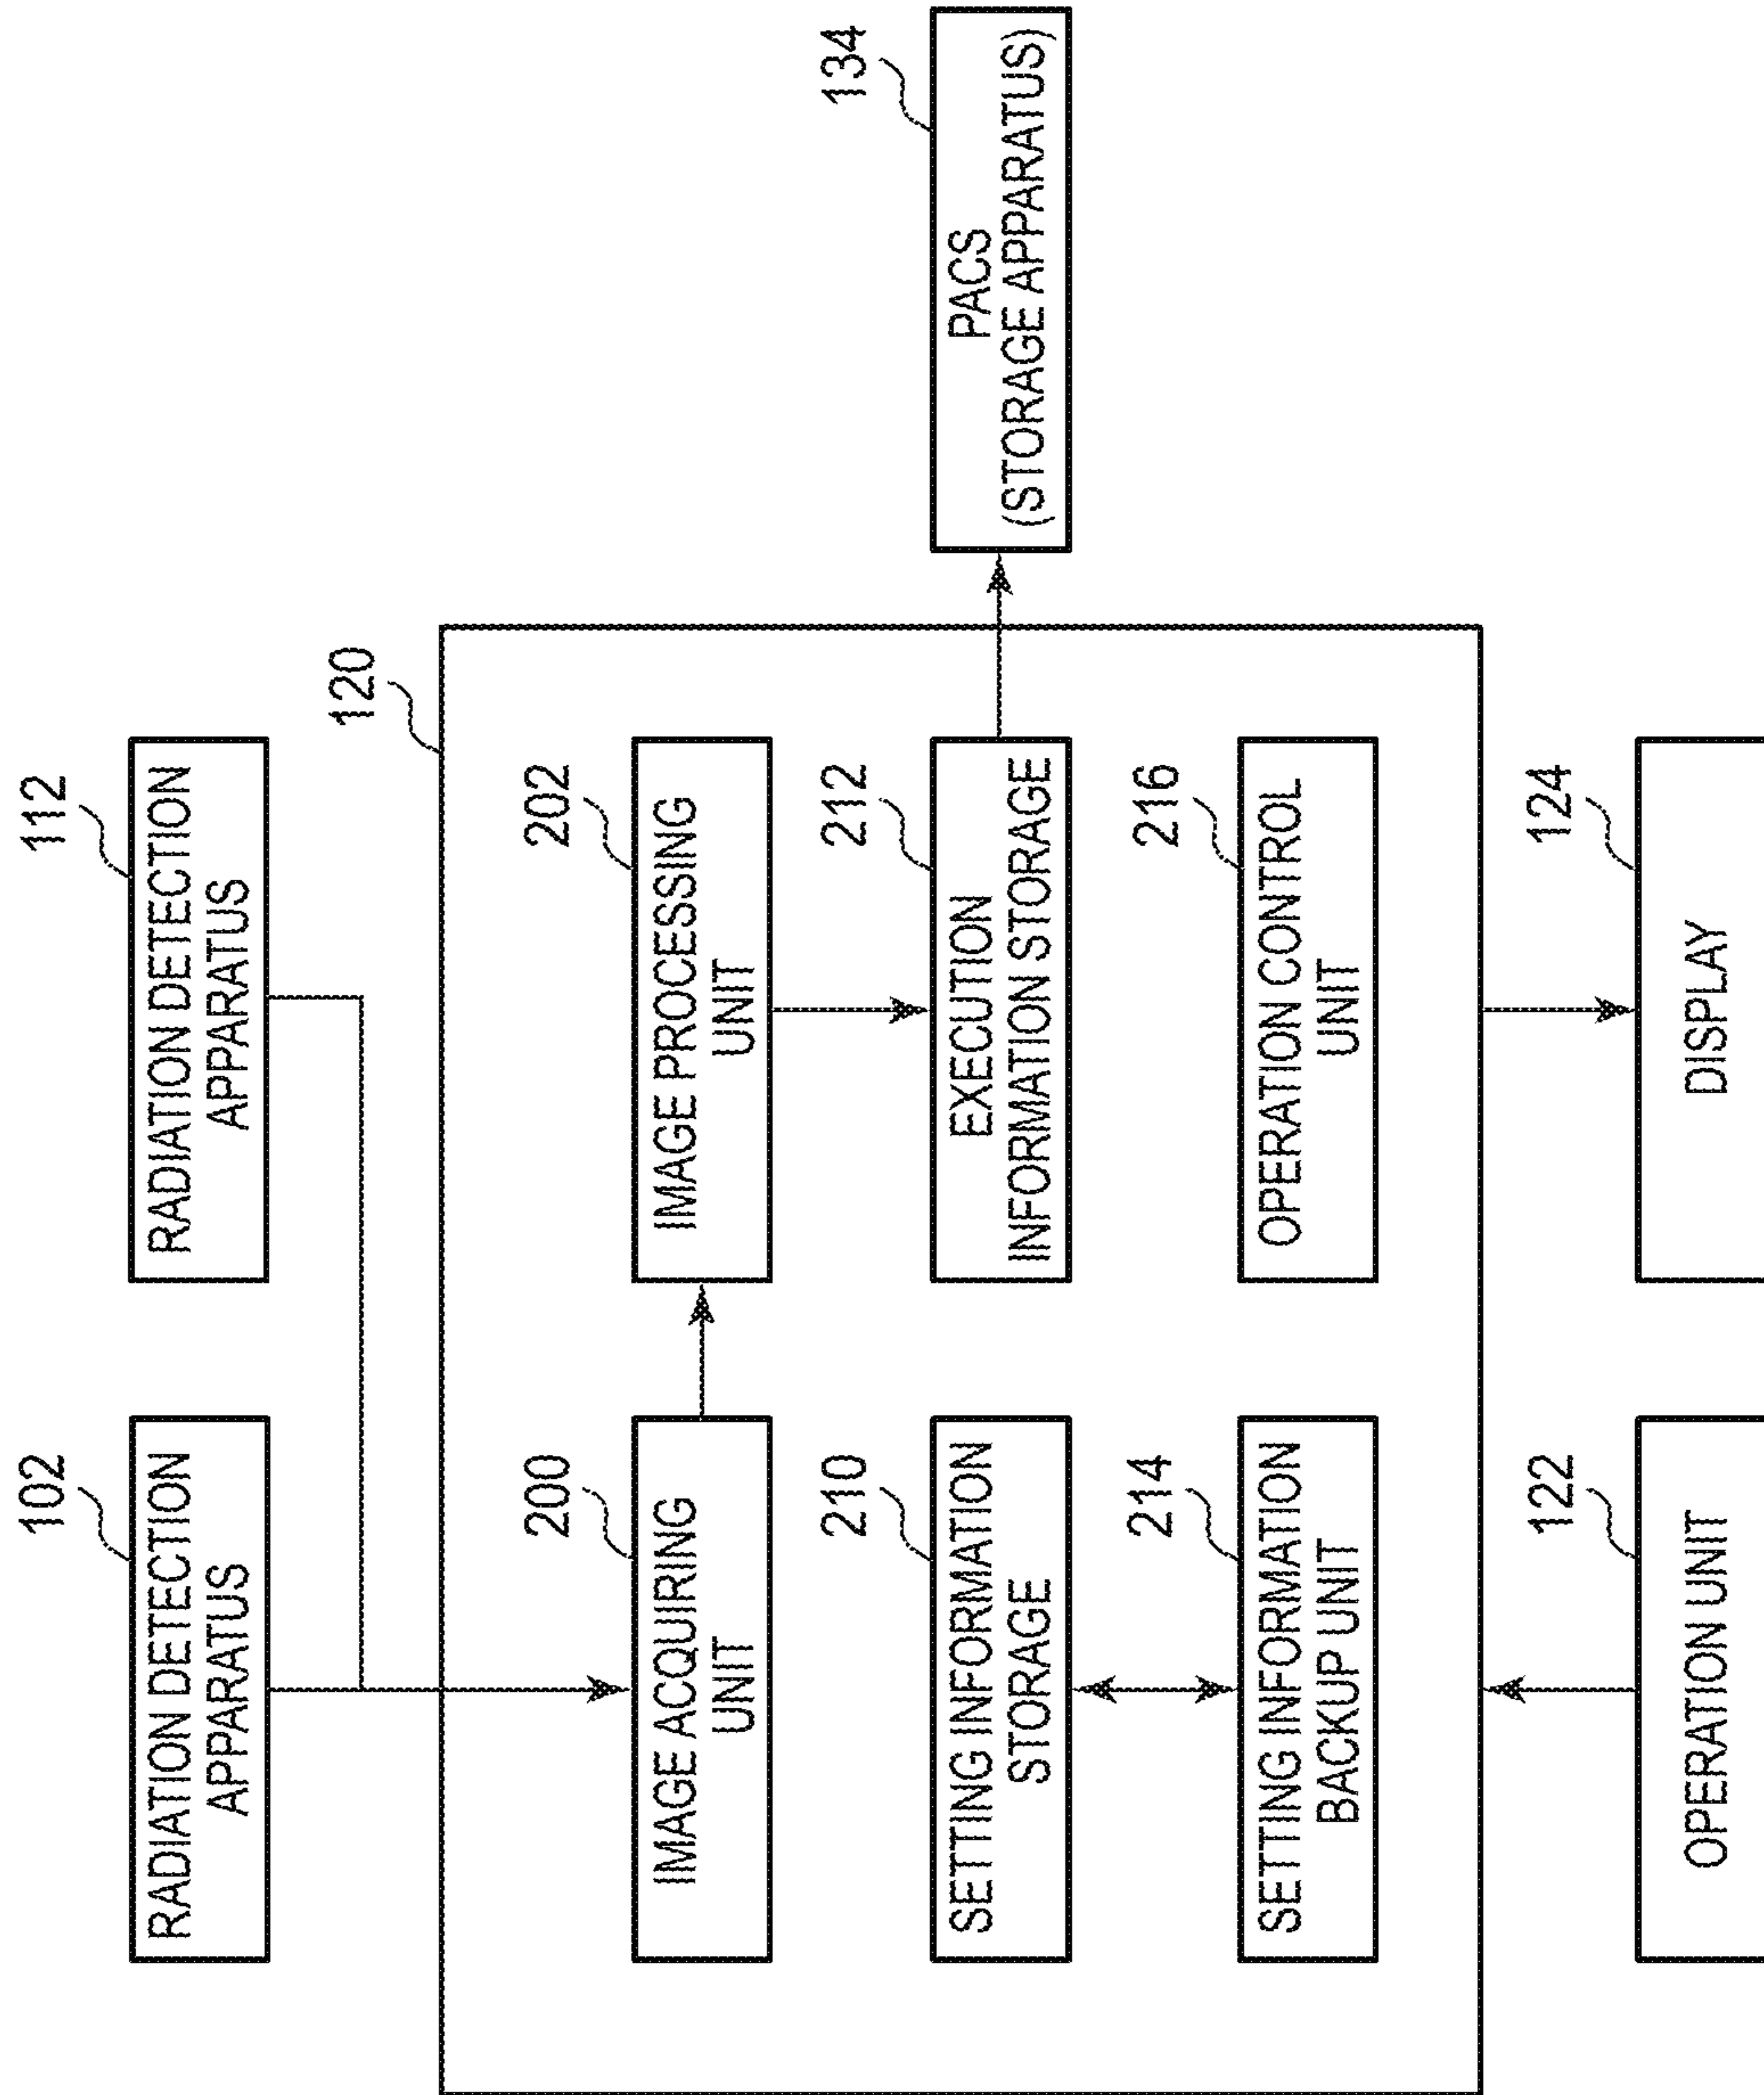 102
RADIATION DETECTION
APPARATUS
112
RADIATION DETECTION
APPARATUS
120
200
IMAGE ACQUIRING
UNIT
202
IMAGE PROCESSING
UNIT
210
SETTING INFORMATION
STORAGE
212
EXECUTION
INFORMATION STORAGE
134
PACS
(STORAGE APPARATUS)
214
SETTING INFORMATION
BACKUP UNIT
216
OPERATION CONTROL
UNIT
122
OPERATION UNIT
124
DISPLAY